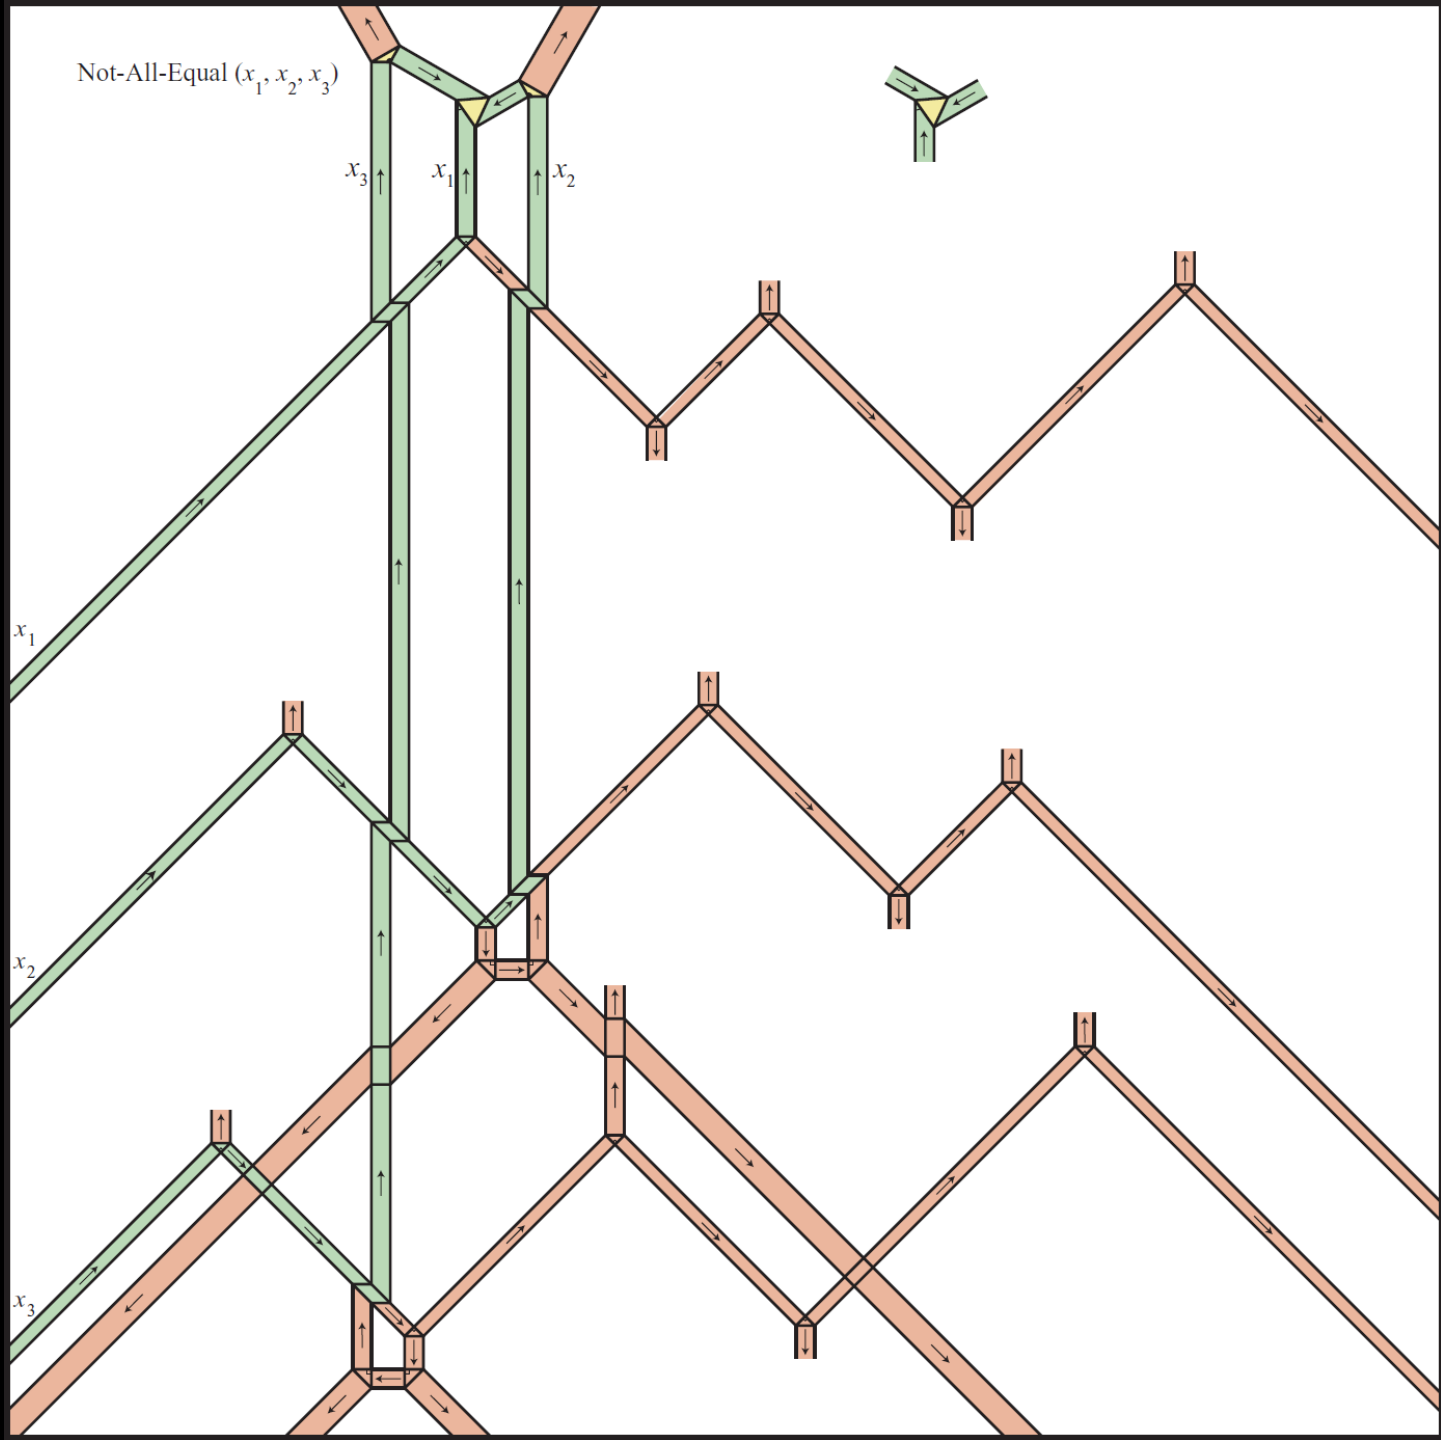 Not-All-Equal (x₁, x₂, x₃)
x₃ x₁ x₂
x₁
x₂
x₃